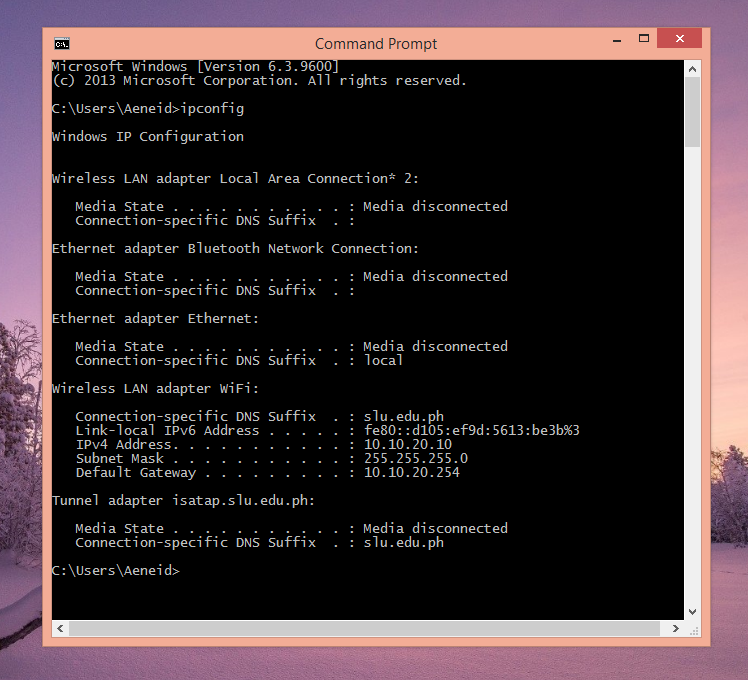 C:\.
Command Prompt
Microsoft Windows [Version 6.3.9600]
(c) 2013 Microsoft Corporation. All rights reserved.
C:\Users\Aeneid>ipconfig
Windows IP Configuration
Wireless LAN adapter Local Area Connection* 2:
   Media State . . . . . . . . . . . : Media disconnected
   Connection-specific DNS Suffix  . :
Ethernet adapter Bluetooth Network Connection:
   Media State . . . . . . . . . . . : Media disconnected
   Connection-specific DNS Suffix  . :
Ethernet adapter Ethernet:
   Media State . . . . . . . . . . . : Media disconnected
   Connection-specific DNS Suffix  . : local
Wireless LAN adapter WiFi:
   Connection-specific DNS Suffix  . : slu.edu.ph
   Link-local IPv6 Address . . . . . : fe80::d105:ef9d:5613:be3b%3
   IPv4 Address. . . . . . . . . . . : 10.10.20.10
   Subnet Mask . . . . . . . . . . . : 255.255.255.0
   Default Gateway . . . . . . . . . : 10.10.20.254
Tunnel adapter isatap.slu.edu.ph:
   Media State . . . . . . . . . . . : Media disconnected
   Connection-specific DNS Suffix  . : slu.edu.ph
C:\Users\Aeneid>